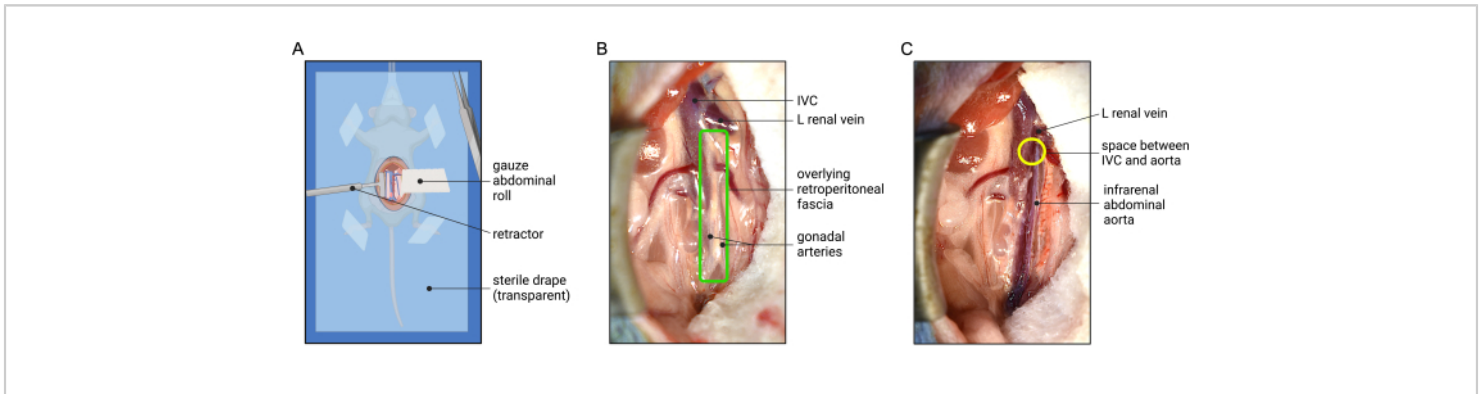 A
gauze
abdominal
roll
retractor
sterile drape
(transparent)
B
IVC
L renal vein
overlying
retroperitoneal
fascia
gonadal
arteries
C
L renal vein
space between
IVC and aorta
infrarenal
abdominal
aorta